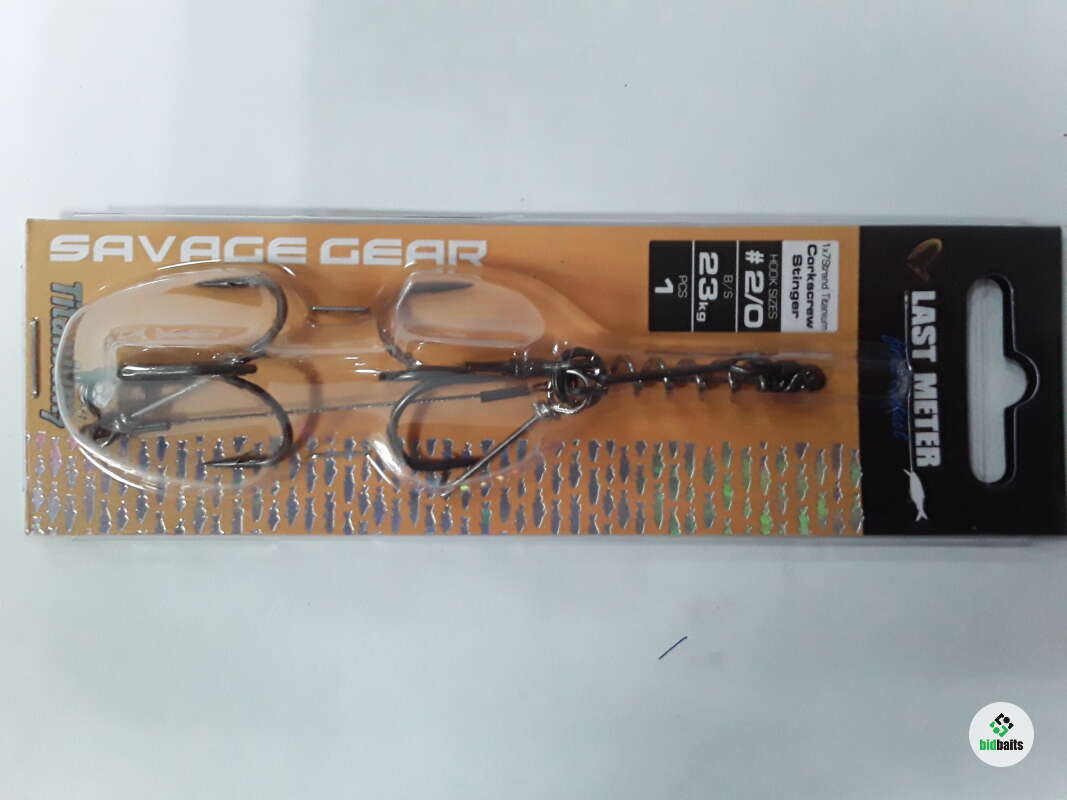 SAVAGE GEAR
1x7Strand Titanium
Corkscrew
Stinger
HOOK SIZES
#2/0
B/S
23kg
PCS
1
LAST METER
bidbaits